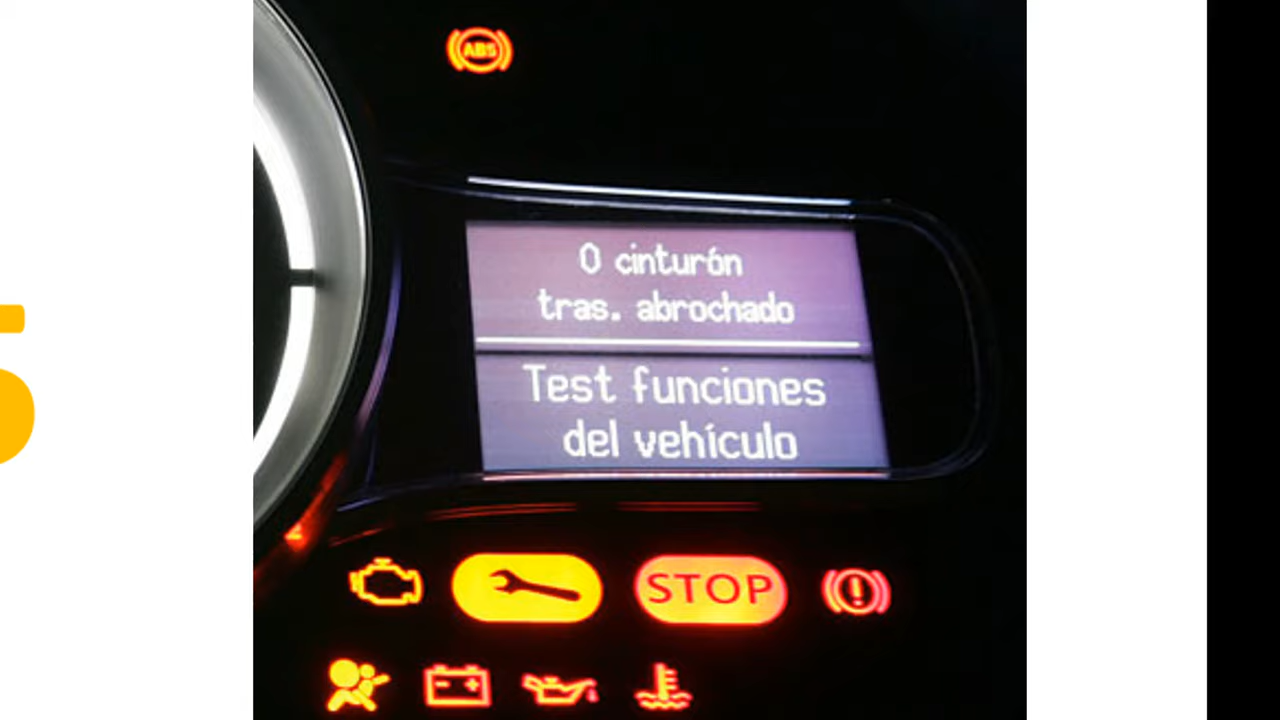 ABS
0 cinturón
tras. abrochado
Test funciones
del vehículo
STOP